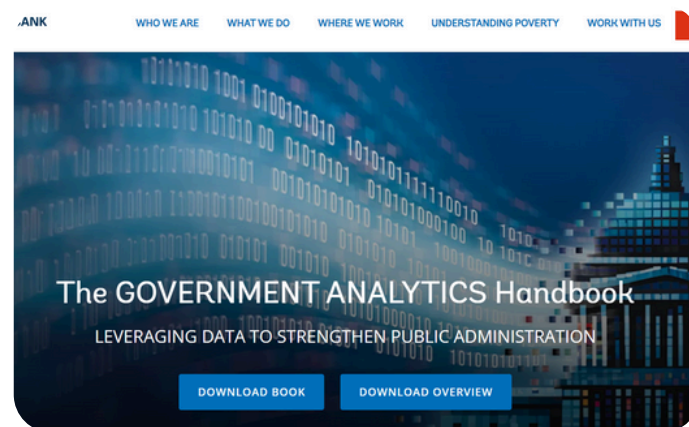 ANK
WHO WE ARE
WHAT WE DO
WHERE WE WORK
UNDERSTANDING POVERTY
WORK WITH US
The GOVERNMENT ANALYTICS Handbook
LEVERAGING DATA TO STRENGTHEN PUBLIC ADMINISTRATION
DOWNLOAD BOOK
DOWNLOAD OVERVIEW